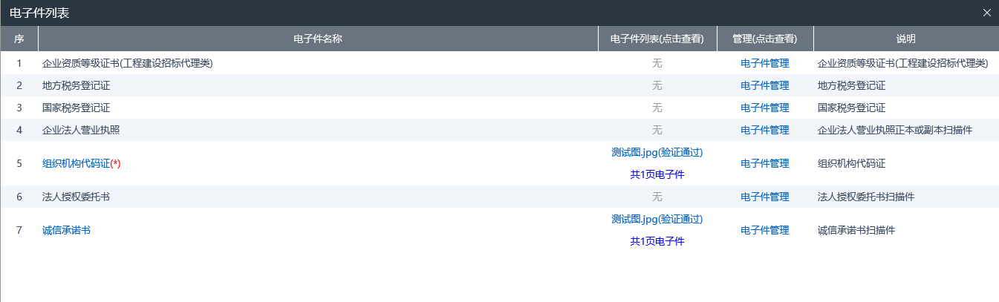 电子件列表
序 电子件名称 电子件列表(点击查看) 管理(点击查看) 说明
1 企业资质等级证书(工程建设招标代理类) 无 电子件管理 企业资质等级证书(工程建设招标代理类)
2 地方税务登记证 无 电子件管理 地方税务登记证
3 国家税务登记证 无 电子件管理 国家税务登记证
4 企业法人营业执照 无 电子件管理 企业法人营业执照正本或副本扫描件
5 组织机构代码证(*) 测试图.jpg(验证通过) 电子件管理 组织机构代码证
共1页电子件
6 法人授权委托书 无 电子件管理 法人授权委托书扫描件
7 诚信承诺书 测试图.jpg(验证通过) 电子件管理 诚信承诺书扫描件
共1页电子件